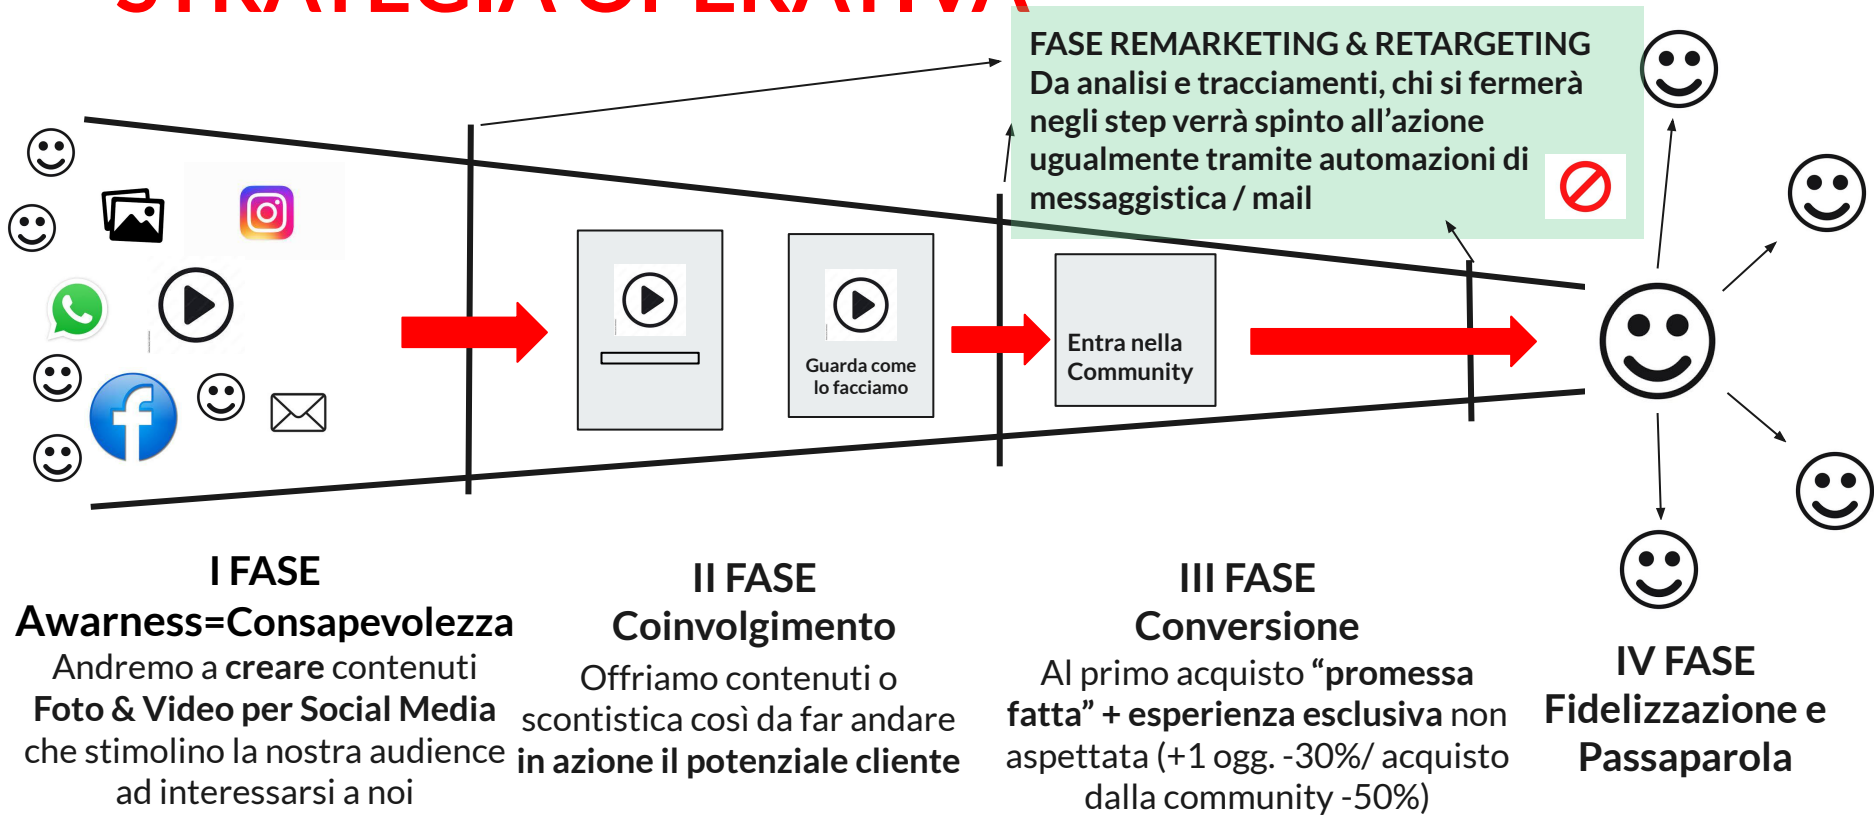 STRATEGIA OPERATIVA
FASE REMARKETING & RETARGETING
Da analisi e tracciamenti, chi si fermerà
negli step verrà spinto all’azione
ugualmente tramite automazioni di
messaggistica / mail
Guarda come
lo facciamo
Entra nella
Community
I FASE
Awarness=Consapevolezza
Andremo a creare contenuti
Foto & Video per Social Media
che stimolino la nostra audience
ad interessarsi a noi
II FASE
Coinvolgimento
Offriamo contenuti o
scontistica così da far andare
in azione il potenziale cliente
III FASE
Conversione
Al primo acquisto “promessa
fatta” + esperienza esclusiva non
aspettata (+1 ogg. -30%/ acquisto
dalla community -50%)
IV FASE
Fidelizzazione e
Passaparola